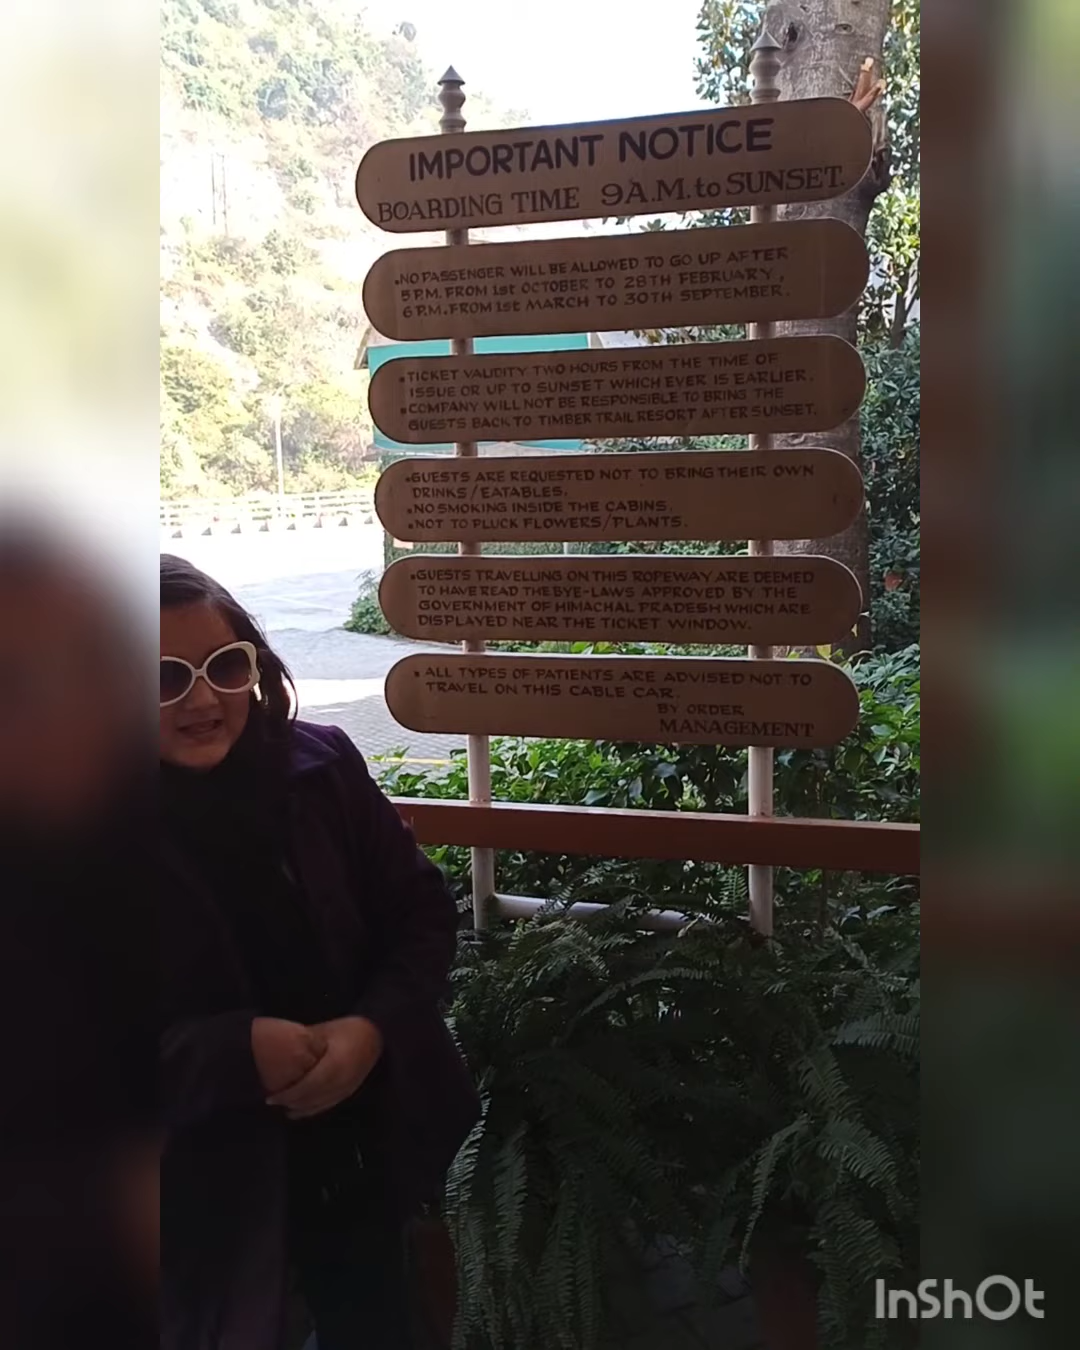 IMPORTANT NOTICE
BOARDING TIME 9A.M. to SUNSET.
•NO PASSENGER WILL BE ALLOWED TO GO UP AFTER
5 P.M. FROM 1st OCTOBER TO 28TH FEBRUARY,
6 P.M. FROM 1st MARCH TO 30TH SEPTEMBER.
•TICKET VALIDITY TWO HOURS FROM THE TIME OF
ISSUE OR UP TO SUNSET WHICH EVER IS EARLIER.
•COMPANY WILL NOT BE RESPONSIBLE TO BRING THE
GUESTS BACK TO TIMBER TRAIL RESORT AFTER SUNSET.
•GUESTS ARE REQUESTED NOT TO BRING THEIR OWN
DRINKS/EATABLES.
•NO SMOKING INSIDE THE CABINS.
•NOT TO PLUCK FLOWERS/PLANTS.
•GUESTS TRAVELLING ON THIS ROPEWAY ARE DEEMED
TO HAVE READ THE BYE-LAWS APPROVED BY THE
GOVERNMENT OF HIMACHAL PRADESH WHICH ARE
DISPLAYED NEAR THE TICKET WINDOW.
• ALL TYPES OF PATIENTS ARE ADVISED NOT TO
TRAVEL ON THIS CABLE CAR.
BY ORDER
MANAGEMENT
InShOt